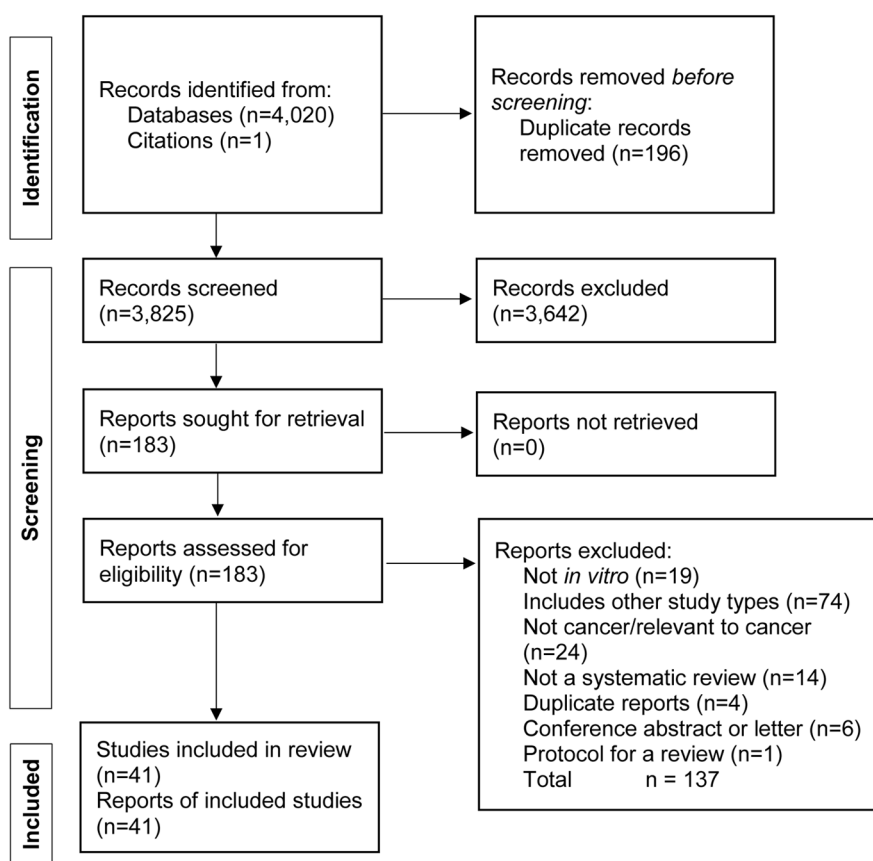 Identification
Records identified from:
Databases (n=4,020)
Citations (n=1)
Records removed before
screening:
Duplicate records
removed (n=196)
Screening
Records screened
(n=3,825)
Records excluded
(n=3,642)
Reports sought for retrieval
(n=183)
Reports not retrieved
(n=0)
Reports assessed for
eligibility (n=183)
Reports excluded:
Not in vitro (n=19)
Includes other study types (n=74)
Not cancer/relevant to cancer
(n=24)
Not a systematic review (n=14)
Duplicate reports (n=4)
Conference abstract or letter (n=6)
Protocol for a review (n=1)
Total n = 137
Included
Studies included in review
(n=41)
Reports of included studies
(n=41)